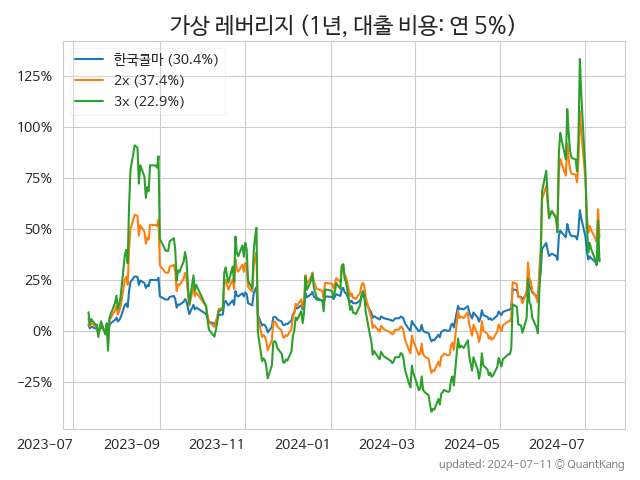 가상 레버리지 (1년, 대출 비용: 연 5%)
한국콜마 (30.4%)
2x (37.4%)
3x (22.9%)
125%
100%
75%
50%
25%
0%
−25%
2023-07 2023-09 2023-11 2024-01 2024-03 2024-05 2024-07
updated: 2024-07-11 © QuantKang